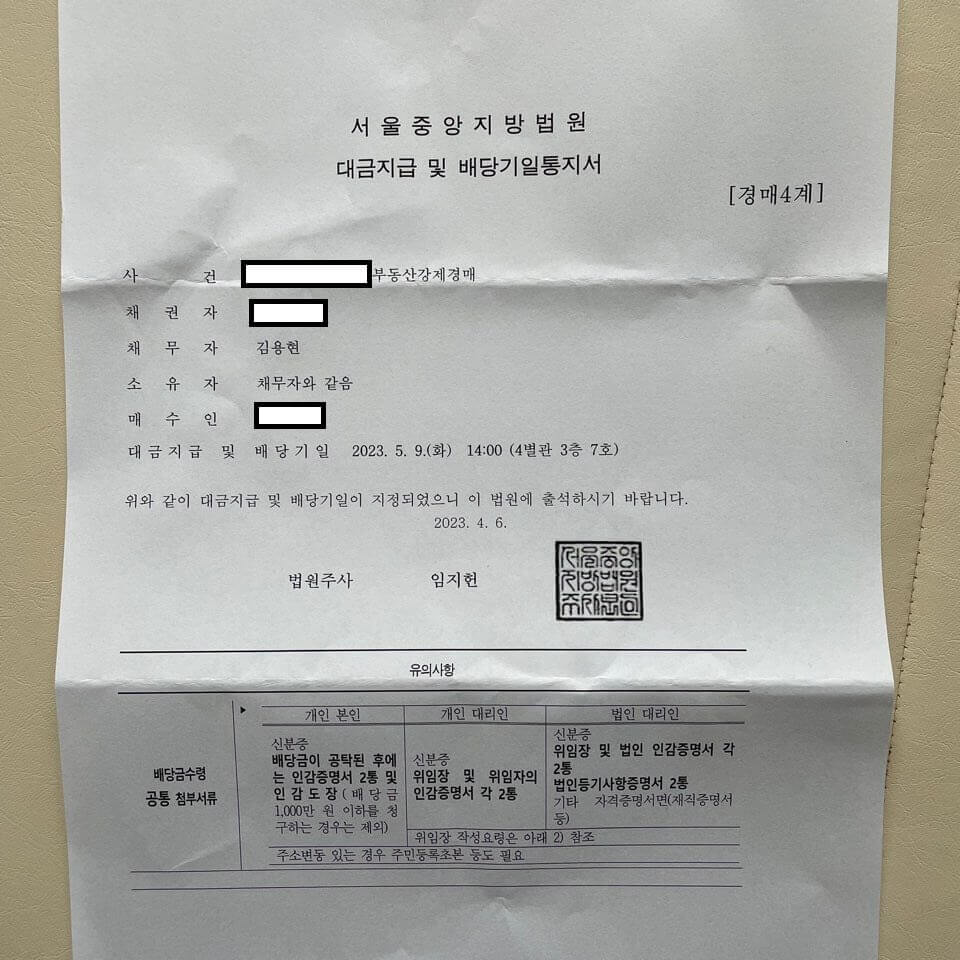 서울중앙지방법원
대금지급 및 배당기일통지서
[경매4계]
사 건 부동산강제경매
채 권 자
채 무 자 김용현
소 유 자 채무자와 같음
매 수 인
대금지급 및 배당기일 2023. 5. 9.(화) 14:00 (4별관 3층 7호)
위와 같이 대금지급 및 배당기일이 지정되었으니 이 법원에 출석하시기 바랍니다.
2023. 4. 6.
법원주사 임지헌
서울중앙
지방법원
유의사항
배당금수령
공통 첨부서류
▶
개인 본인
신분증
배당금이 공탁된 후에
는 인감증명서 2통 및
인감도장(배당금
1,000만 원 이하를 청
구하는 경우는 제외)
개인 대리인
신분증
위임장 및 위임자의
인감증명서 각 2통
법인 대리인
신분증
위임장 및 법인 인감증명서 각
2통
법인등기사항증명서 2통
기타 자격증명서면(재직증명서
등)
위임장 작성요령은 아래 2) 참조
주소변동 있는 경우 주민등록초본 등도 필요